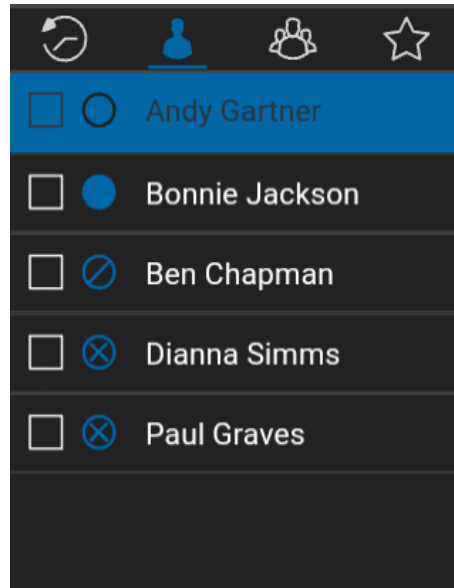 Andy Gartner
Bonnie Jackson
Ben Chapman
Dianna Simms
Paul Graves